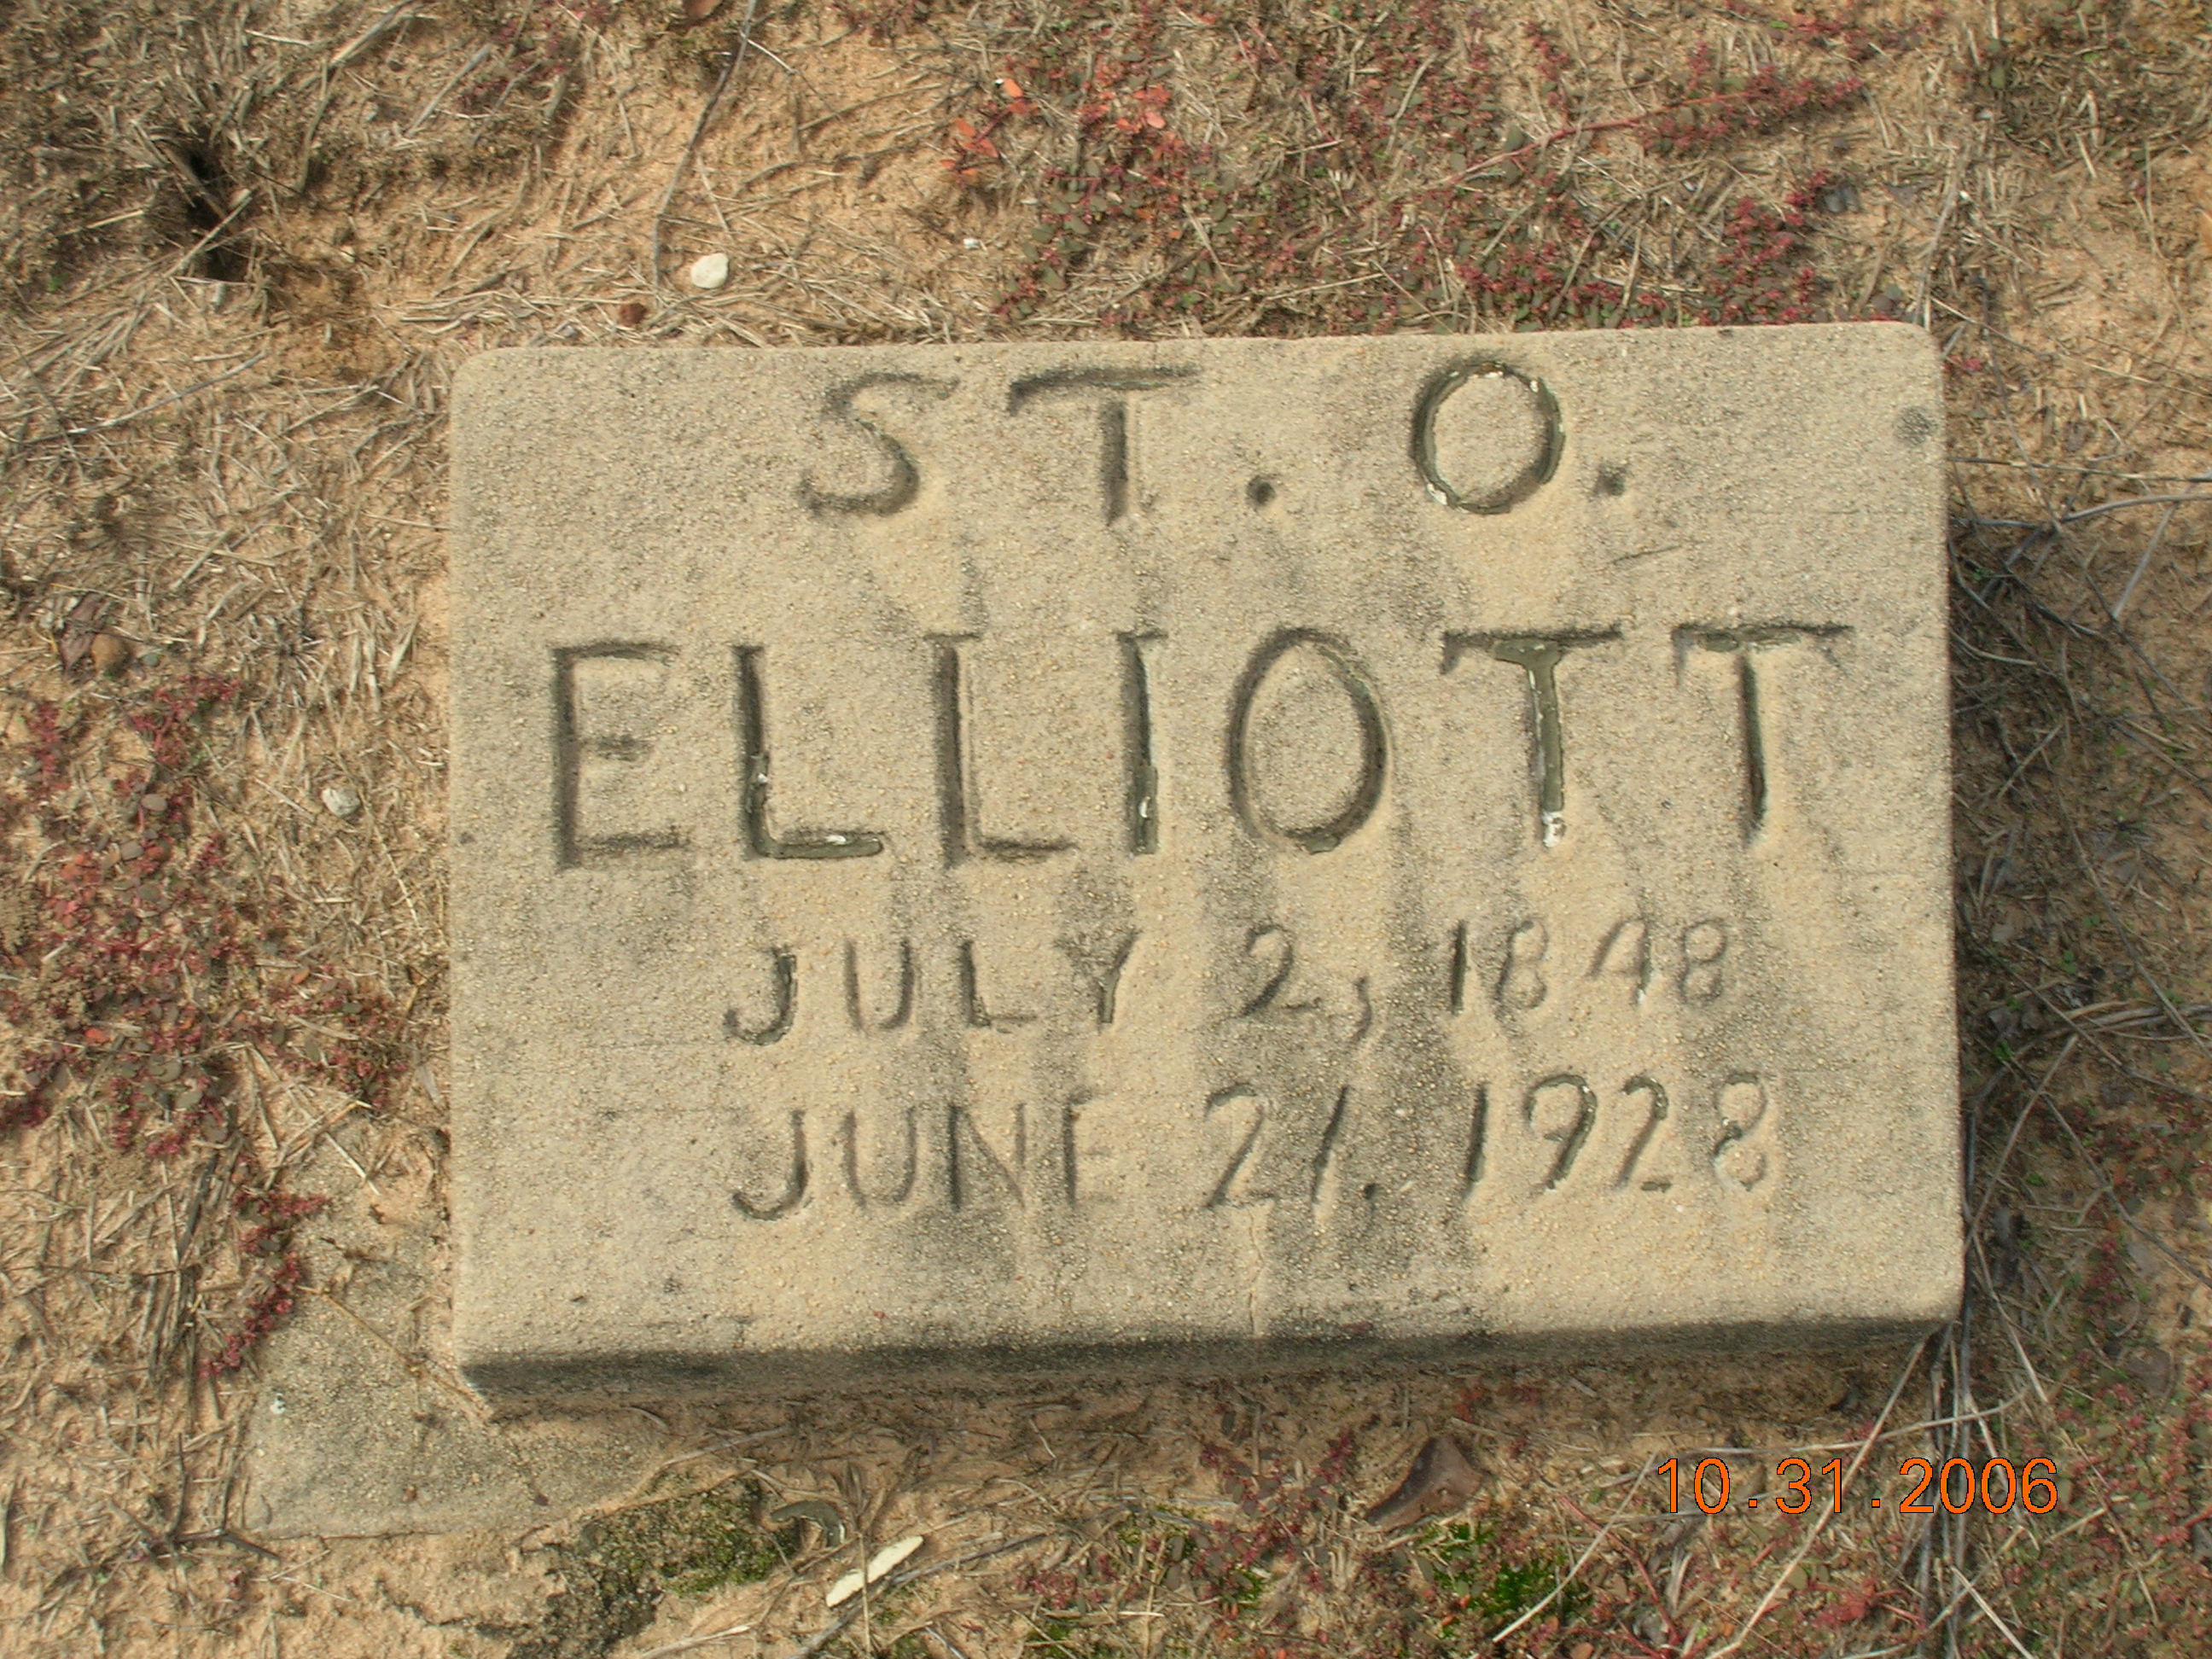 ST. O.
ELLIOTT
JULY 2, 1848
JUNE 21, 1928
10.31.2006